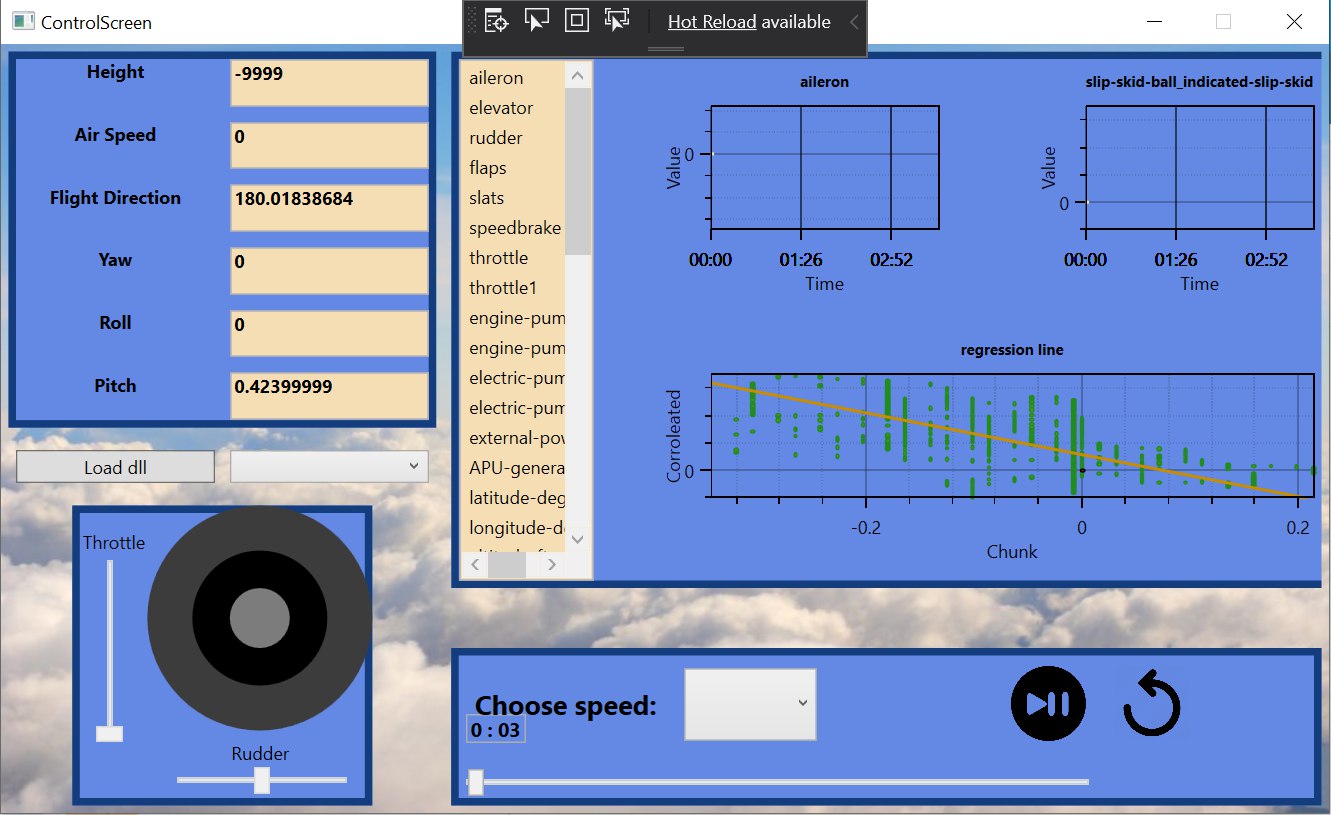 ControlScreen
Hot Reload available
Height
-9999
Air Speed
0
Flight Direction
180.01838684
Yaw
0
Roll
0
Pitch
0.42399999
Load dll
Throttle
Rudder
aileron
elevator
rudder
flaps
slats
speedbrake
throttle
throttle1
engine-pum
engine-pum
electric-pum
electric-pum
external-pow
APU-genera
latitude-deg
longitude-d
aileron
Value
0
00:00 01:26 02:52
Time
slip-skid-ball_indicated-slip-skid
Value
0
00:00 01:26 02:52
Time
regression line
Corroleated
0
-0.2 0 0.2
Chunk
Choose speed:
0 : 03